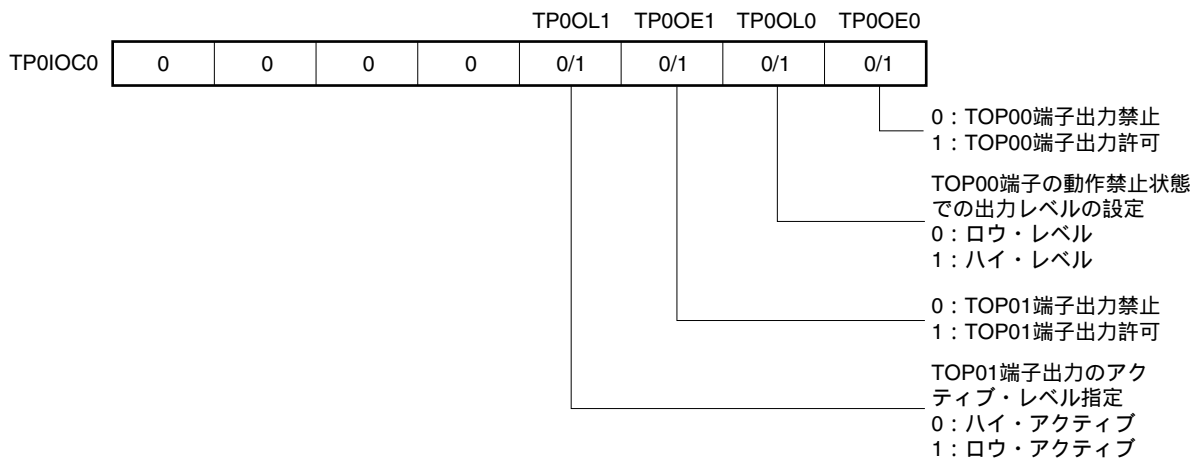 TP0OL1 TP0OE1 TP0OL0 TP0OE0
TP0IOC0 0 0 0 0 0/1 0/1 0/1 0/1
0：TOP00端子出力禁止
1：TOP00端子出力許可
TOP00端子の動作禁止状態
での出力レベルの設定
0：ロウ・レベル
1：ハイ・レベル
0：TOP01端子出力禁止
1：TOP01端子出力許可
TOP01端子出力のアク
ティブ・レベル指定
0：ハイ・アクティブ
1：ロウ・アクティブ